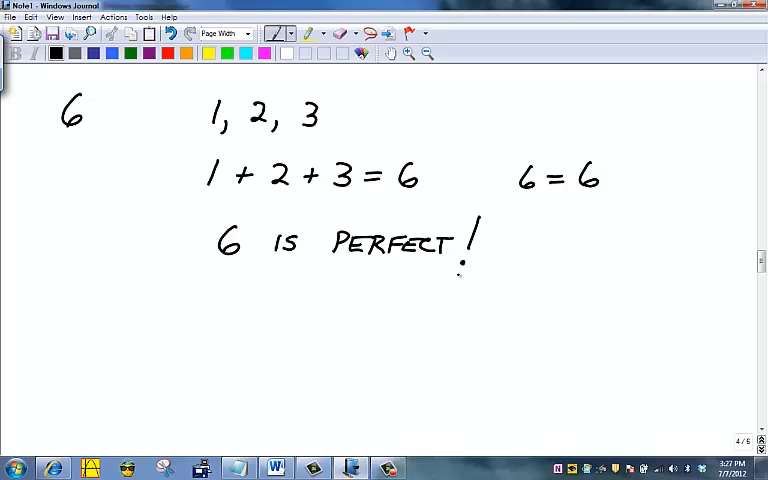 Note1 - Windows Journal
File Edit View Insert Actions Tools Help
Page Width
B I
6 1, 2, 3
1 + 2 + 3 = 6 6 = 6
6 IS PERFECT!
4 / 6
3:27 PM
7/7/2012